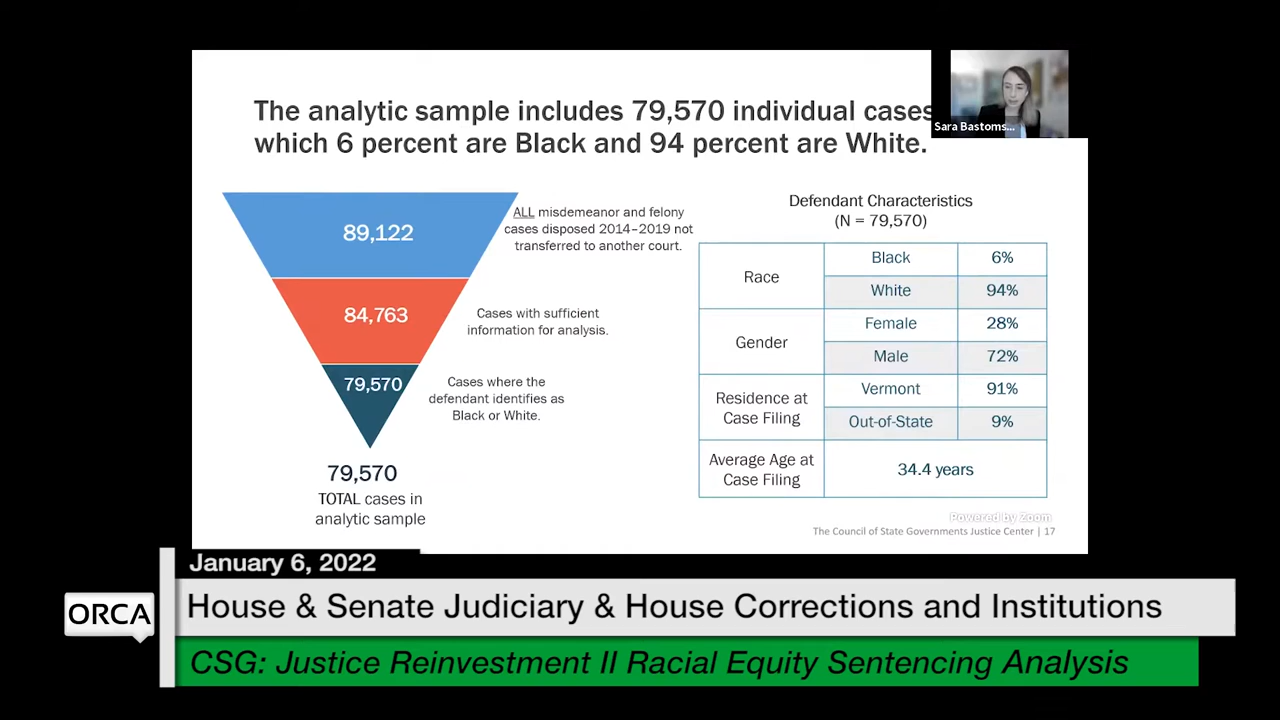 The analytic sample includes 79,570 individual cases
which 6 percent are Black and 94 percent are White.
Sara Bastoms...
89,122
ALL misdemeanor and felony
cases disposed 2014–2019 not
transferred to another court.
84,763
Cases with sufficient
information for analysis.
79,570
Cases where the
defendant identifies as
Black or White.
79,570
TOTAL cases in
analytic sample
Defendant Characteristics
(N = 79,570)
Race
Black 6%
White 94%
Gender
Female 28%
Male 72%
Residence at
Case Filing
Vermont 91%
Out-of-State 9%
Average Age at
Case Filing
34.4 years
Powered by Zoom
The Council of State Governments Justice Center | 17
January 6, 2022
ORCA
House & Senate Judiciary & House Corrections and Institutions
CSG: Justice Reinvestment II Racial Equity Sentencing Analysis